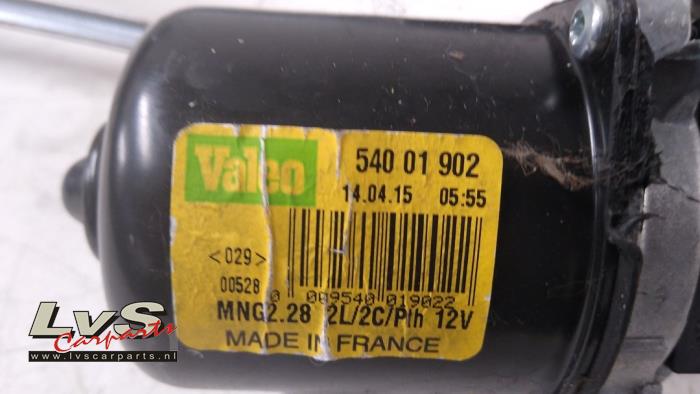 Valeo
540 01 902
14.04.15 05:55
<029>
00528
0 009540 019022
MNG2.28 2L/2C/Pth 12V
MADE IN FRANCE
LvS
Carparts
www.lvscarparts.nl